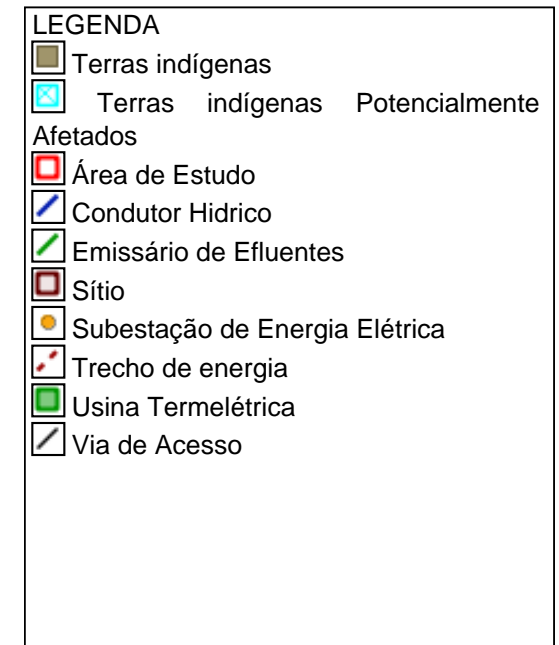 LEGENDA
Terras indígenas
Terras indígenas Potencialmente
Afetados
Área de Estudo
Condutor Hidrico
Emissário de Efluentes
Sítio
Subestação de Energia Elétrica
Trecho de energia
Usina Termelétrica
Via de Acesso